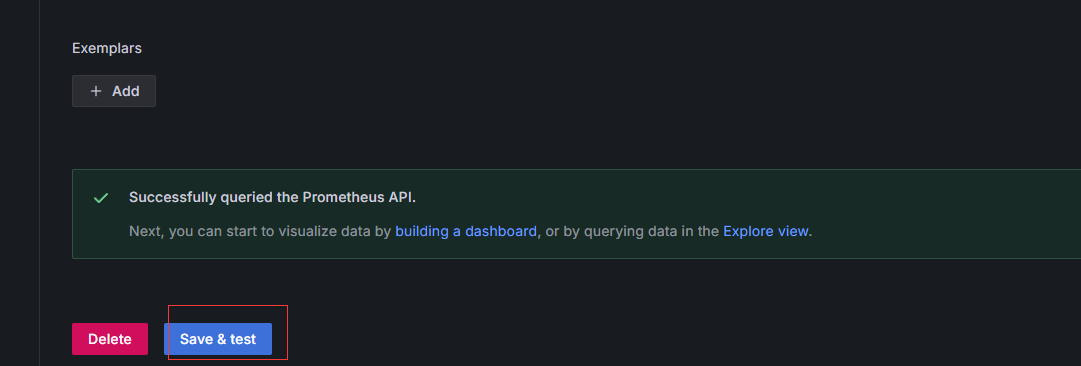 Exemplars
+ Add
Successfully queried the Prometheus API.
Next, you can start to visualize data by building a dashboard, or by querying data in the Explore view.
Delete
Save & test